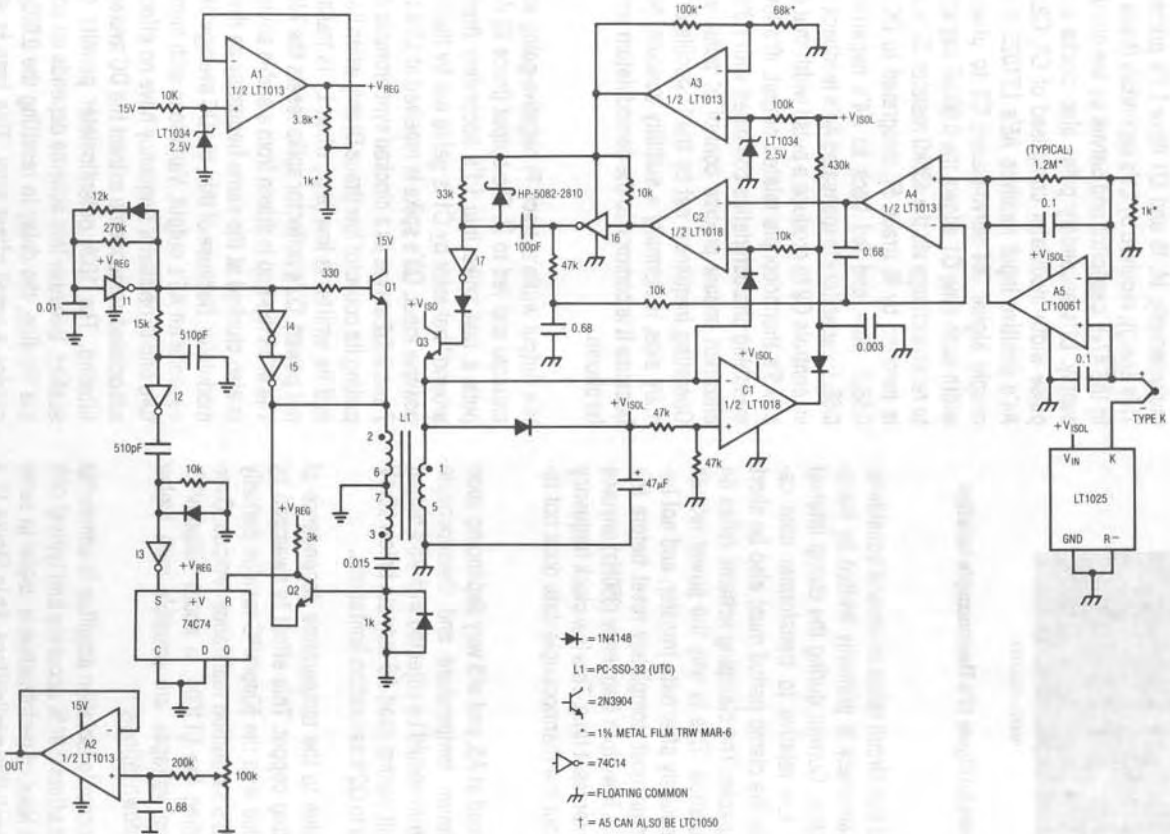 100k*
68k*
A1
1/2 LT1013
+VREG
A3
1/2 LT1013
15V
10K
LT1034
2.5V
3.8k*
1k*
100k
+VISOL
LT1034
2.5V
430k
(TYPICAL)
1.2M*
12k
270k
+VREG
I1
0.01
33k
HP-5082-2810
10k
C2
1/2 LT1018
A4
1/2 LT1013
0.1
1k*
15V
330
Q1
100pF
I6
I7
47k
10k
0.68
+VISOL
15k
510pF
I4
I5
+VISO
Q3
10k
A5
LT1006†
0.68
0.003
0.1
I2
L1
+VISOL
C1
1/2 LT1018
+
−
TYPE K
510pF
2
6
7
3
1
5
+VISOL
47k
47k
+
47µF
+VISOL
VIN
K
LT1025
GND
R−
10k
+VREG
3k
0.015
I3
+VREG
Q2
1k
S
+V
R
74C74
C
D
Q
15V
A2
1/2 LT1013
OUT
200k
100k
0.68
=1N4148
L1 =PC-SSO-32 (UTC)
=2N3904
* =1% METAL FILM TRW MAR-6
=74C14
=FLOATING COMMON
† =A5 CAN ALSO BE LTC1050